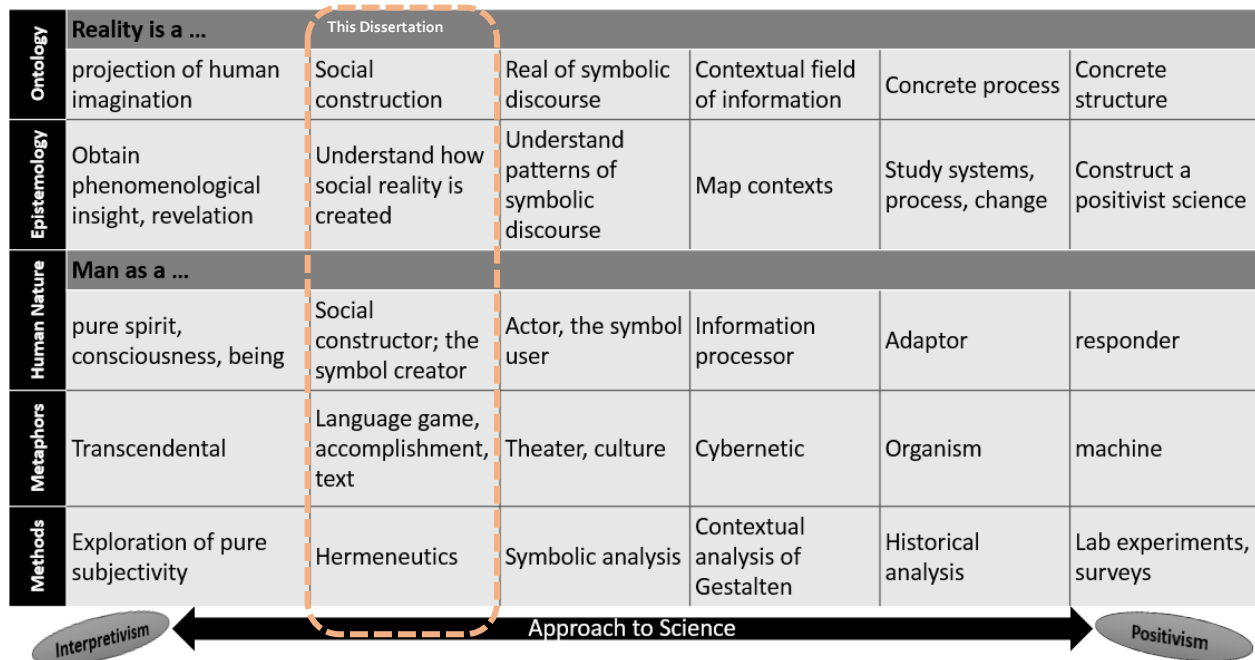 This Dissertation
Ontology
Reality is a ...
projection of human
imagination
Social
construction
Real of symbolic
discourse
Contextual field
of information
Concrete process
Concrete
structure
Epistemology
Obtain
phenomenological
insight, revelation
Understand how
social reality is
created
Understand
patterns of
symbolic
discourse
Map contexts
Study systems,
process, change
Construct a
positivist science
Human Nature
Man as a ...
pure spirit,
consciousness, being
Social
constructor; the
symbol creator
Actor, the symbol
user
Information
processor
Adaptor
responder
Metaphors
Transcendental
Language game,
accomplishment,
text
Theater, culture
Cybernetic
Organism
machine
Methods
Exploration of pure
subjectivity
Hermeneutics
Symbolic analysis
Contextual
analysis of
Gestalten
Historical
analysis
Lab experiments,
surveys
Interpretivism
Approach to Science
Positivism